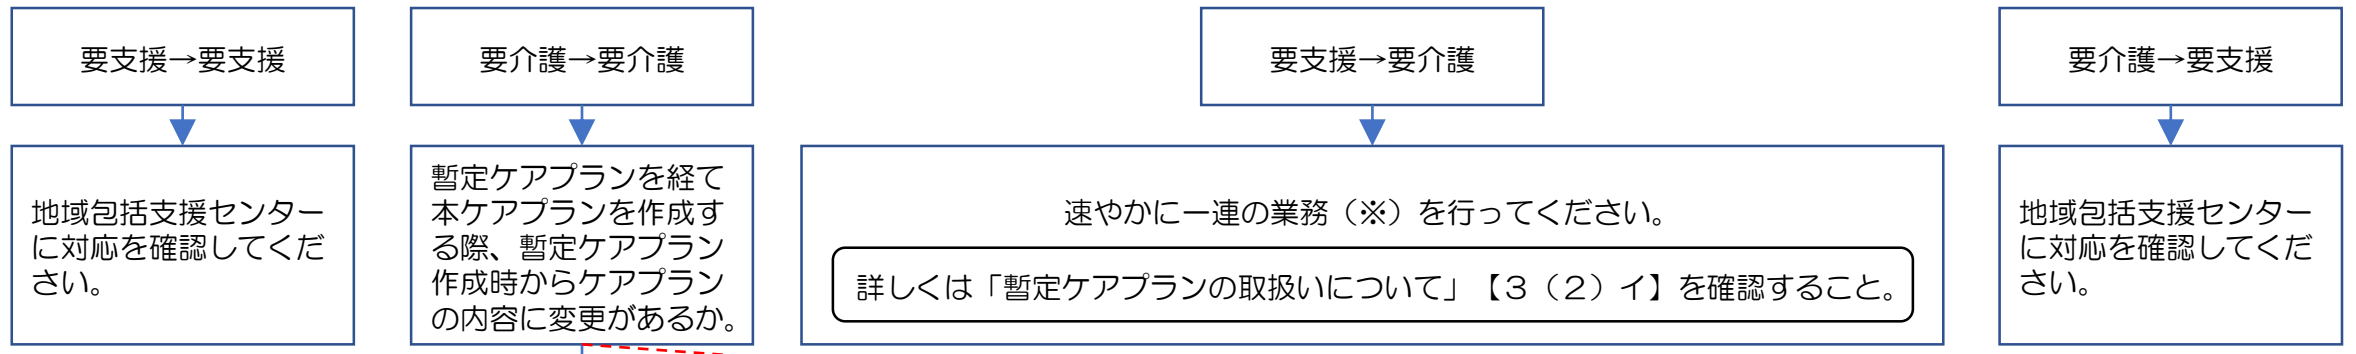 要支援→要支援
要介護→要介護
要支援→要介護
要介護→要支援
地域包括支援センター
に対応を確認してくだ
さい。
暫定ケアプランを経て
本ケアプランを作成す
る際、暫定ケアプラン
作成時からケアプラン
の内容に変更があるか。
速やかに一連の業務（※）を行ってください。
詳しくは「暫定ケアプランの取扱いについて」【３（２）イ】を確認すること。
地域包括支援センター
に対応を確認してくだ
さい。